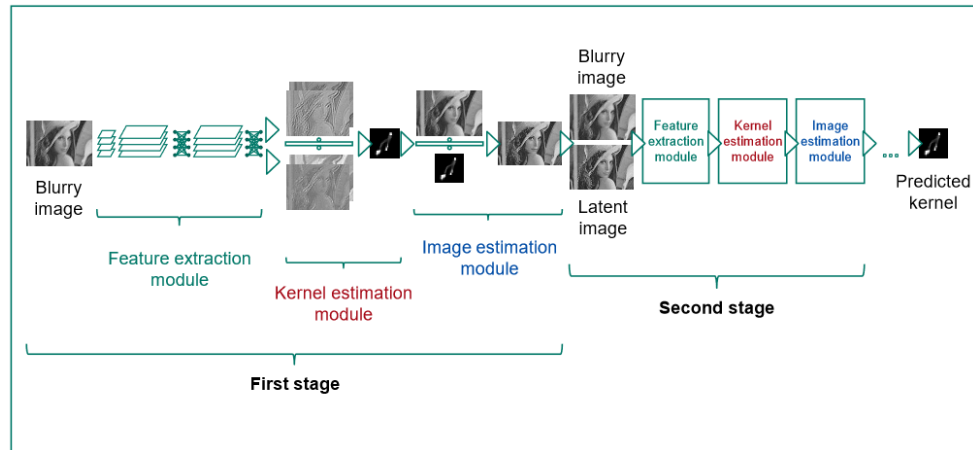 Blurry
image
Feature extraction
module
Kernel estimation
module
Image estimation
module
First stage
Blurry
image
Latent
image
Feature
extraction
module
Kernel
estimation
module
Image
estimation
module
...
Predicted
kernel
Second stage